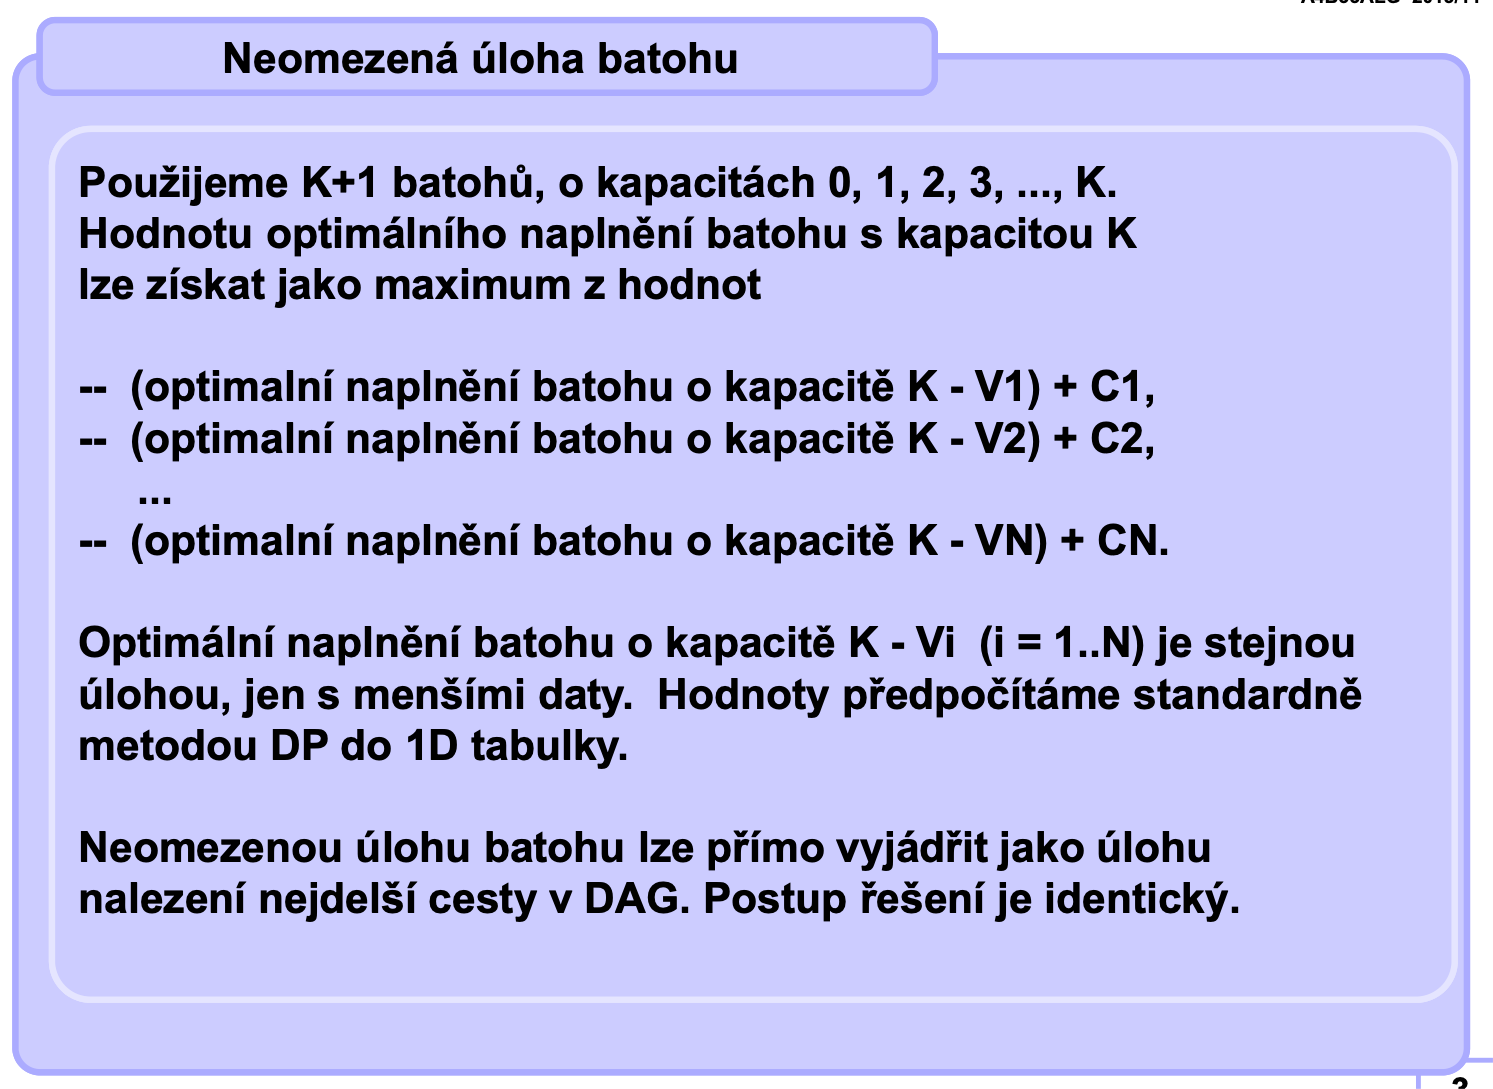 Neomezená úloha batohu
Použijeme K+1 batohů, o kapacitách 0, 1, 2, 3, ..., K.
Hodnotu optimálního naplnění batohu s kapacitou K
lze získat jako maximum z hodnot
-- (optimalní naplnění batohu o kapacitě K - V1) + C1,
-- (optimalní naplnění batohu o kapacitě K - V2) + C2,
...
-- (optimalní naplnění batohu o kapacitě K - VN) + CN.
Optimální naplnění batohu o kapacitě K - Vi (i = 1..N) je stejnou
úlohou, jen s menšími daty. Hodnoty předpočítáme standardně
metodou DP do 1D tabulky.
Neomezenou úlohu batohu lze přímo vyjádřit jako úlohu
nalezení nejdelší cesty v DAG. Postup řešení je identický.